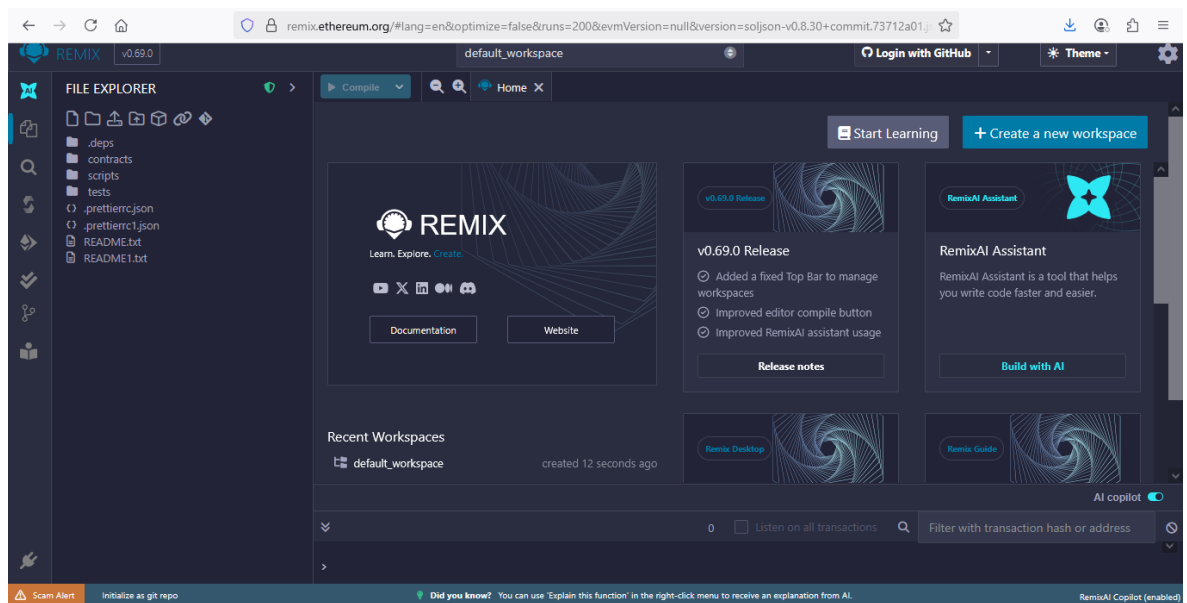 remix.ethereum.org/#lang=en&optimize=false&runs=200&evmVersion=null&version=soljson-v0.8.30+commit.73712a01.j
REMIX v0.69.0 default_workspace Login with GitHub Theme
AI FILE EXPLORER Compile Home
.deps
contracts
scripts
tests
.prettierrc.json
.prettierrc1.json
README.txt
README1.txt
Start Learning + Create a new workspace
REMIX
Learn. Explore. Create.
Documentation Website
v0.69.0 Release
v0.69.0 Release
Added a fixed Top Bar to manage
workspaces
Improved editor compile button
Improved RemixAI assistant usage
Release notes
RemixAI Assistant
RemixAI Assistant
RemixAI Assistant is a tool that helps
you write code faster and easier.
Build with AI
Recent Workspaces
default_workspace created 12 seconds ago
Remix Desktop
Remix Guide
AI copilot
0 Listen on all transactions Filter with transaction hash or address
>
Scam Alert Initialize as git repo Did you know? You can use 'Explain this function' in the right-click menu to receive an explanation from AI. RemixAI Copilot (enabled)